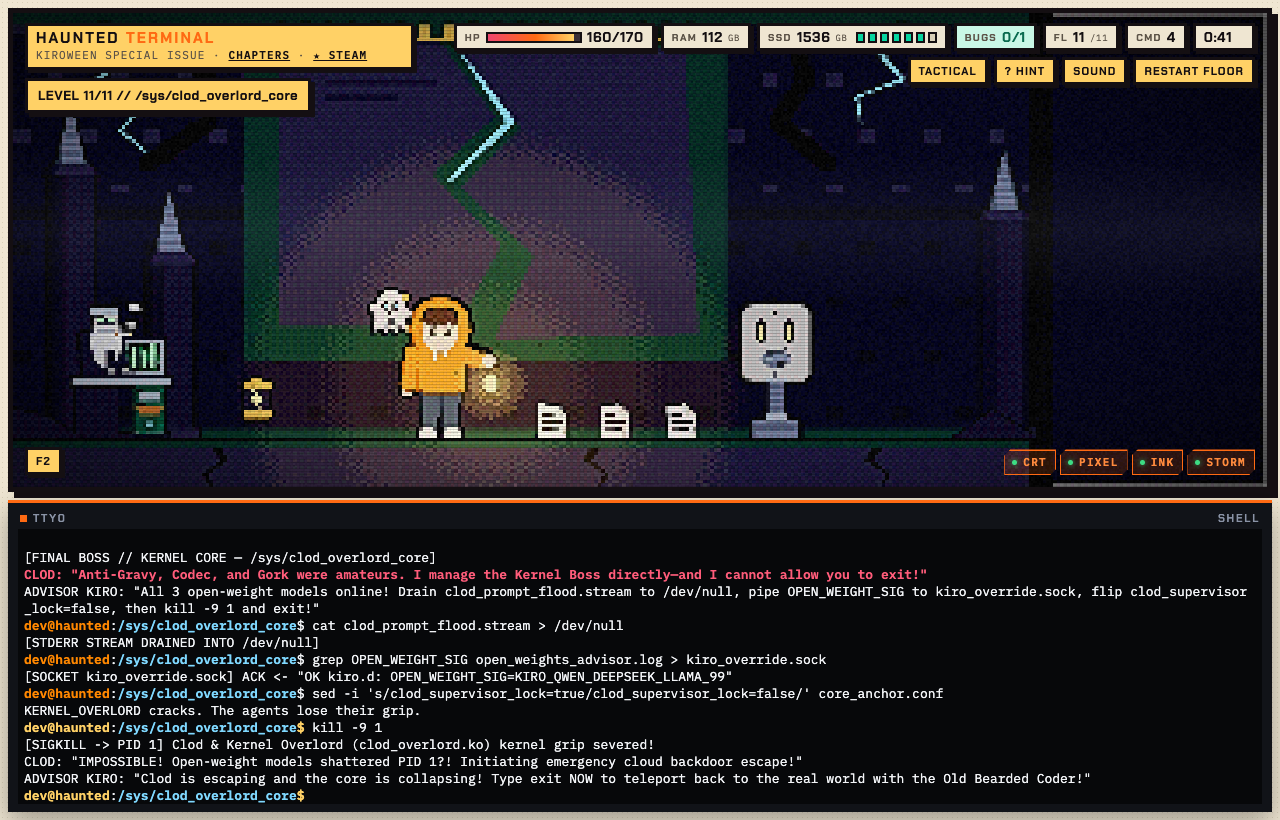 HAUNTED TERMINAL
KIROWEEN SPECIAL ISSUE · CHAPTERS · ★ STEAM
HP 160/170
RAM 112 GB
SSD 1536 GB
BUGS 0/1
FL 11 /11
CMD 4
0:41
TACTICAL
? HINT
SOUND
RESTART FLOOR
LEVEL 11/11 // /sys/clod_overlord_core
F2
CRT
PIXEL
INK
STORM
TTY0
SHELL
[FINAL BOSS // KERNEL CORE — /sys/clod_overlord_core]
CLOD: "Anti-Gravy, Codec, and Gork were amateurs. I manage the Kernel Boss directly—and I cannot allow you to exit!"
ADVISOR KIRO: "All 3 open-weight models online! Drain clod_prompt_flood.stream to /dev/null, pipe OPEN_WEIGHT_SIG to kiro_override.sock, flip clod_supervisor
_lock=false, then kill -9 1 and exit!"
dev@haunted:/sys/clod_overlord_core$ cat clod_prompt_flood.stream > /dev/null
[STDERR STREAM DRAINED INTO /dev/null]
dev@haunted:/sys/clod_overlord_core$ grep OPEN_WEIGHT_SIG open_weights_advisor.log > kiro_override.sock
[SOCKET kiro_override.sock] ACK <- "OK kiro.d: OPEN_WEIGHT_SIG=KIRO_QWEN_DEEPSEEK_LLAMA_99"
dev@haunted:/sys/clod_overlord_core$ sed -i 's/clod_supervisor_lock=true/clod_supervisor_lock=false/' core_anchor.conf
KERNEL_OVERLORD cracks. The agents lose their grip.
dev@haunted:/sys/clod_overlord_core$ kill -9 1
[SIGKILL -> PID 1] Clod & Kernel Overlord (clod_overlord.ko) kernel grip severed!
CLOD: "IMPOSSIBLE! Open-weight models shattered PID 1?! Initiating emergency cloud backdoor escape!"
ADVISOR KIRO: "Clod is escaping and the core is collapsing! Type exit NOW to teleport back to the real world with the Old Bearded Coder!"
dev@haunted:/sys/clod_overlord_core$